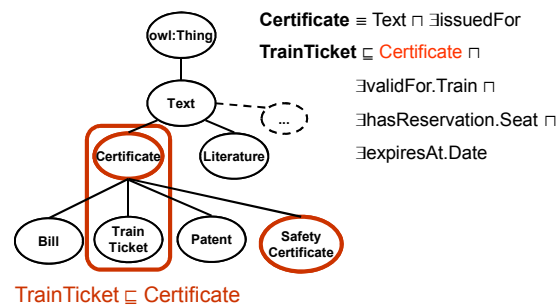 owl:Thing
Text
...
Certificate
Literature
Bill
Train
Ticket
Patent
Safety
Certificate
TrainTicket ⊑ Certificate
Certificate ≡ Text ⊓ ∃issuedFor
TrainTicket ⊑ Certificate ⊓
∃validFor.Train ⊓
∃hasReservation.Seat ⊓
∃expiresAt.Date